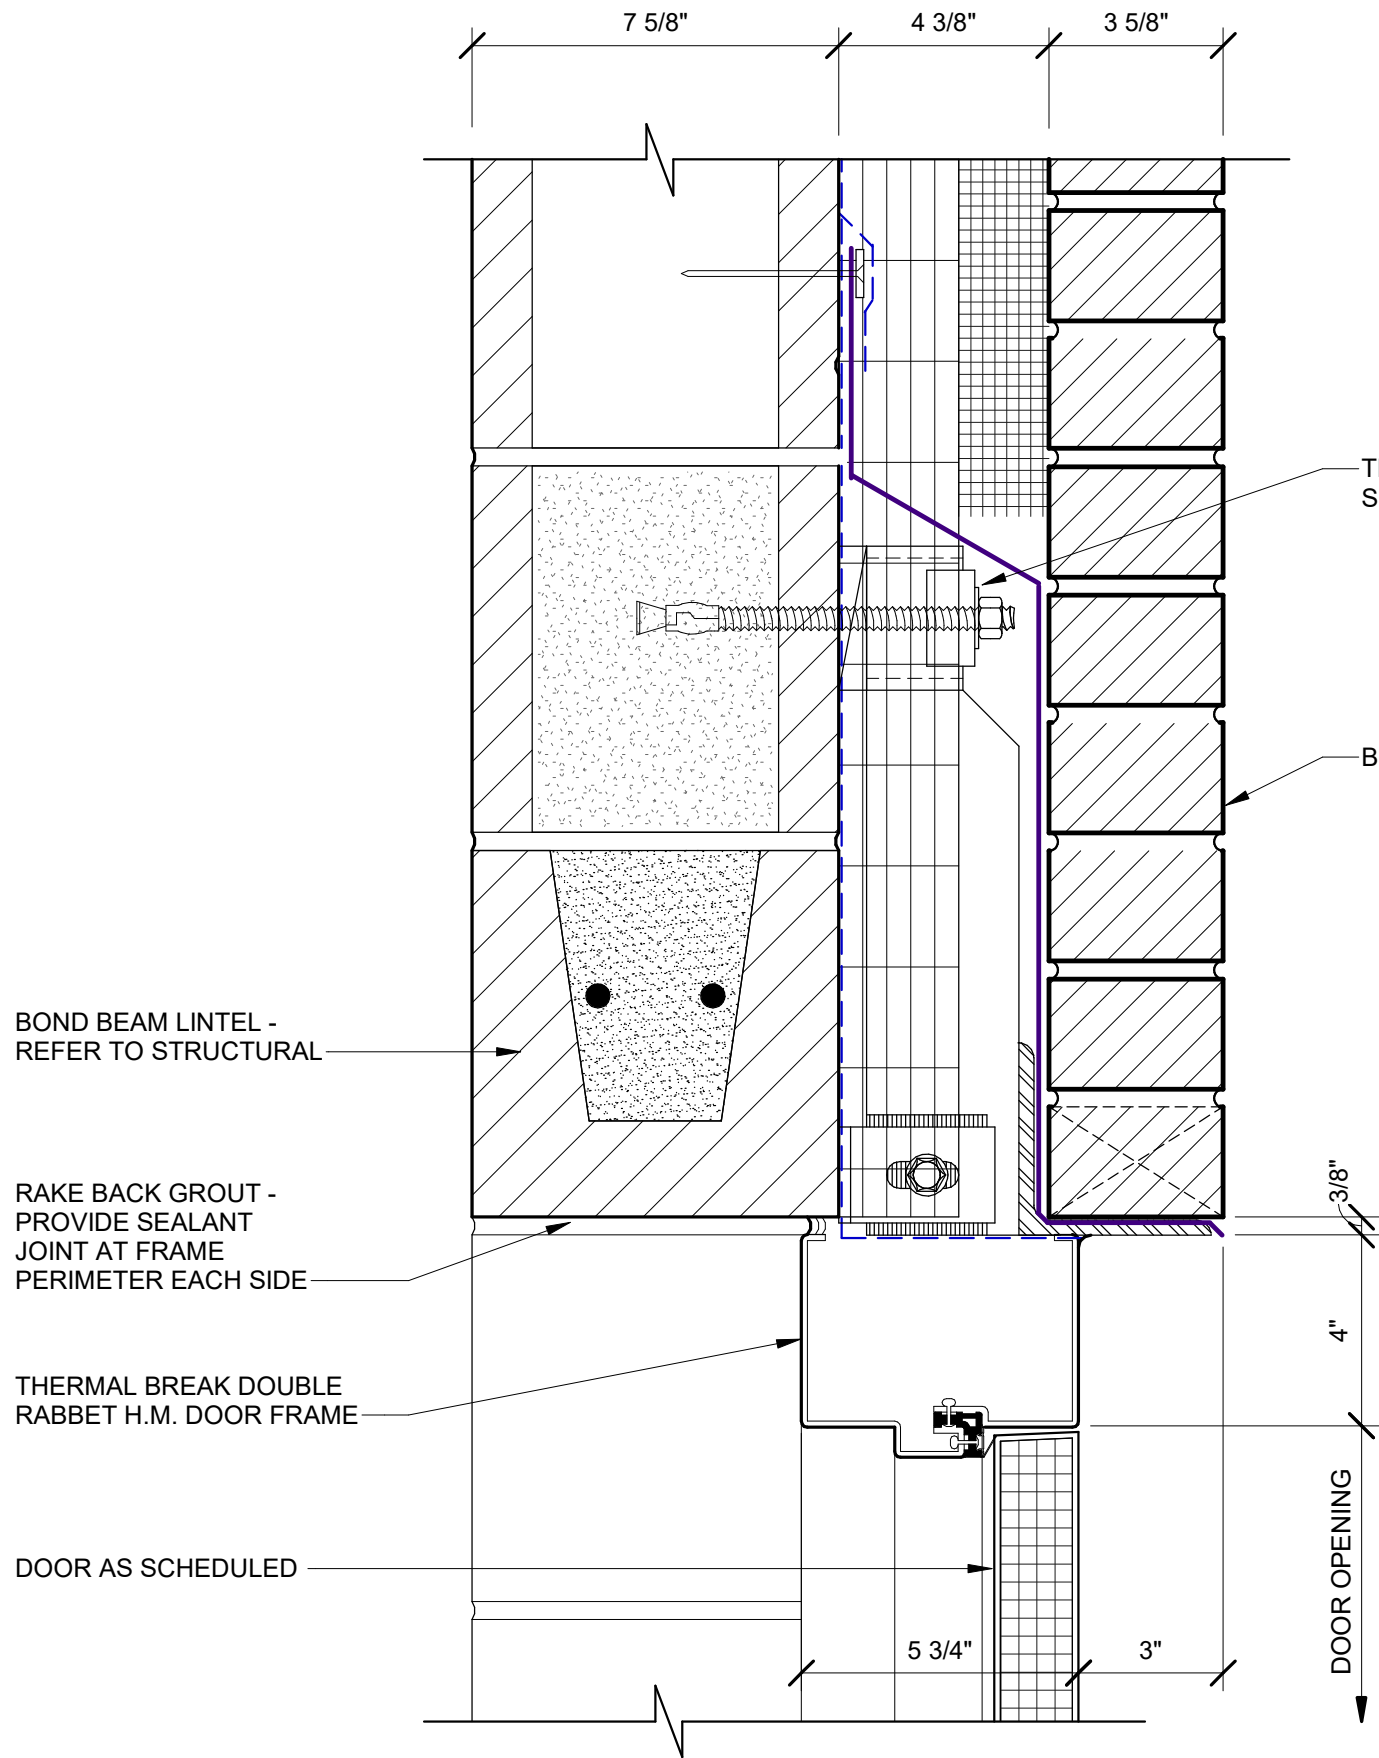 7 5/8"
4 3/8"
3 5/8"
T
S
B
BOND BEAM LINTEL -
REFER TO STRUCTURAL
RAKE BACK GROUT -
PROVIDE SEALANT
JOINT AT FRAME
PERIMETER EACH SIDE
3/8"
4"
THERMAL BREAK DOUBLE
RABBET H.M. DOOR FRAME
DOOR AS SCHEDULED
DOOR OPENING
5 3/4"
3"